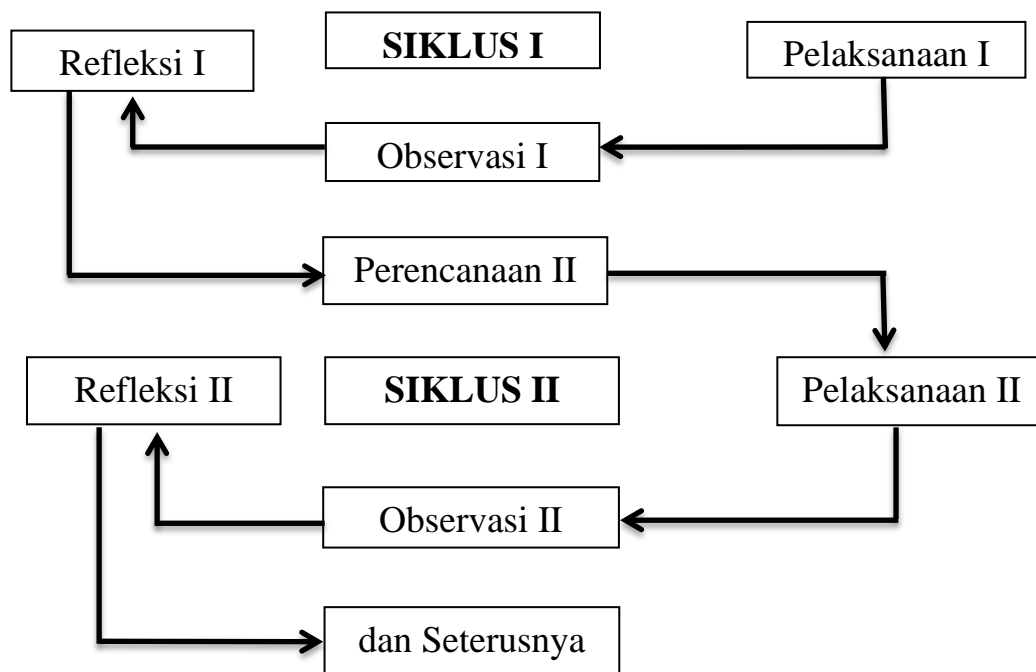 Refleksi I
SIKLUS I
Pelaksanaan I
Observasi I
Perencanaan II
Refleksi II
SIKLUS II
Pelaksanaan II
Observasi II
dan Seterusnya